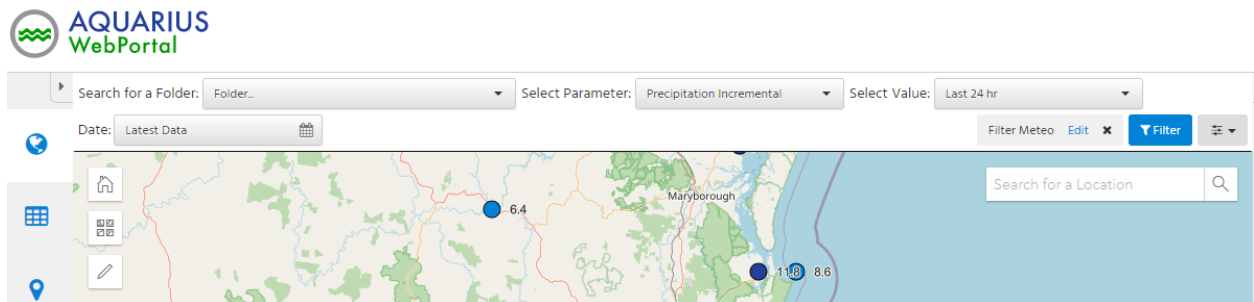 AQUARIUS
WebPortal
Search for a Folder: Folder... Select Parameter: Precipitation Incremental Select Value: Last 24 hr
Date: Latest Data Filter Meteo Edit Filter
Search for a Location
Maryborough
6.4
11.8 8.6